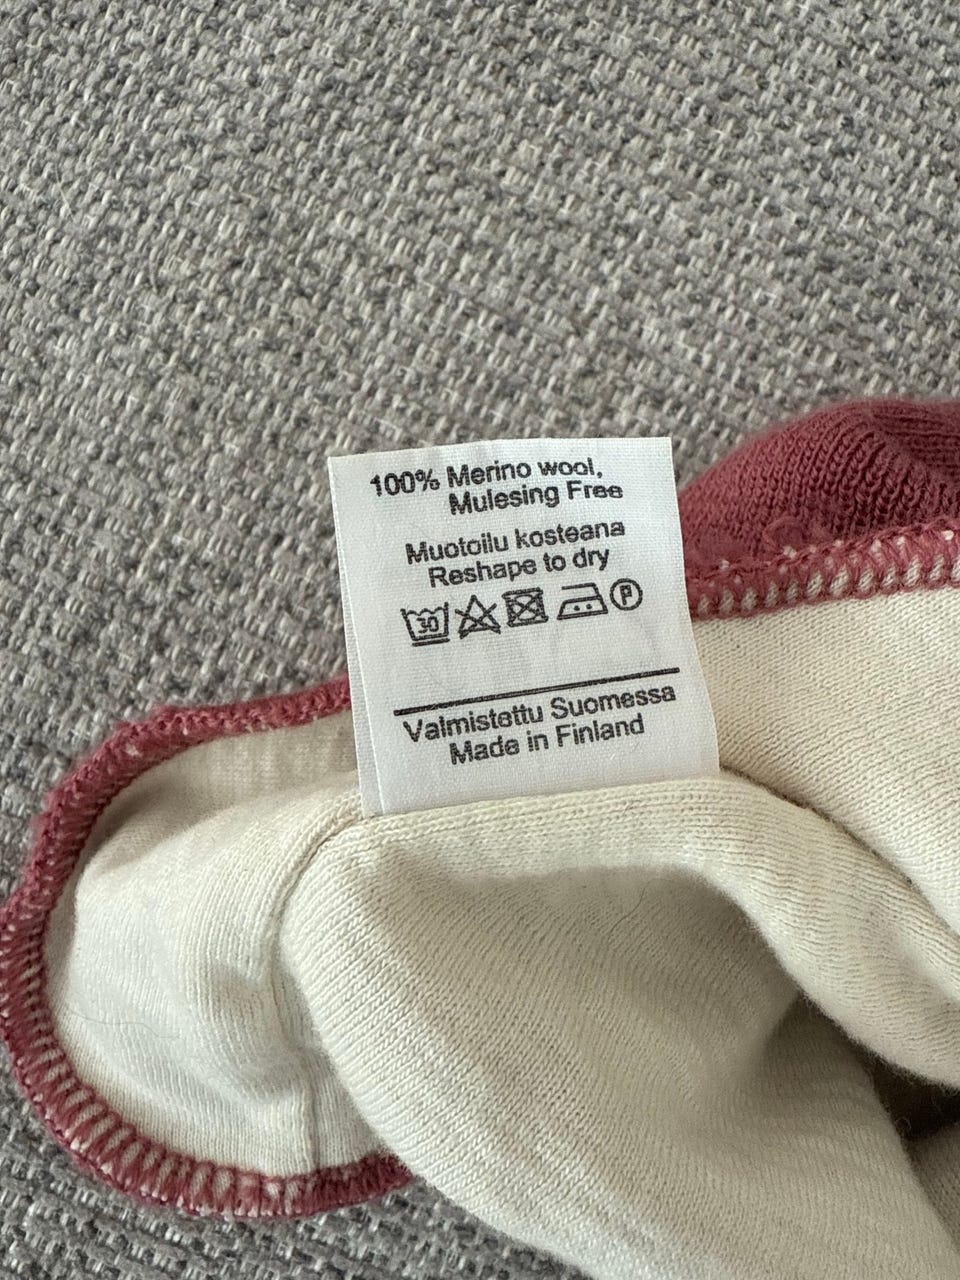 100% Merino wool,
Mulesing Free
Muotoilu kosteana
Reshape to dry
30 P
Valmistettu Suomessa
Made in Finland